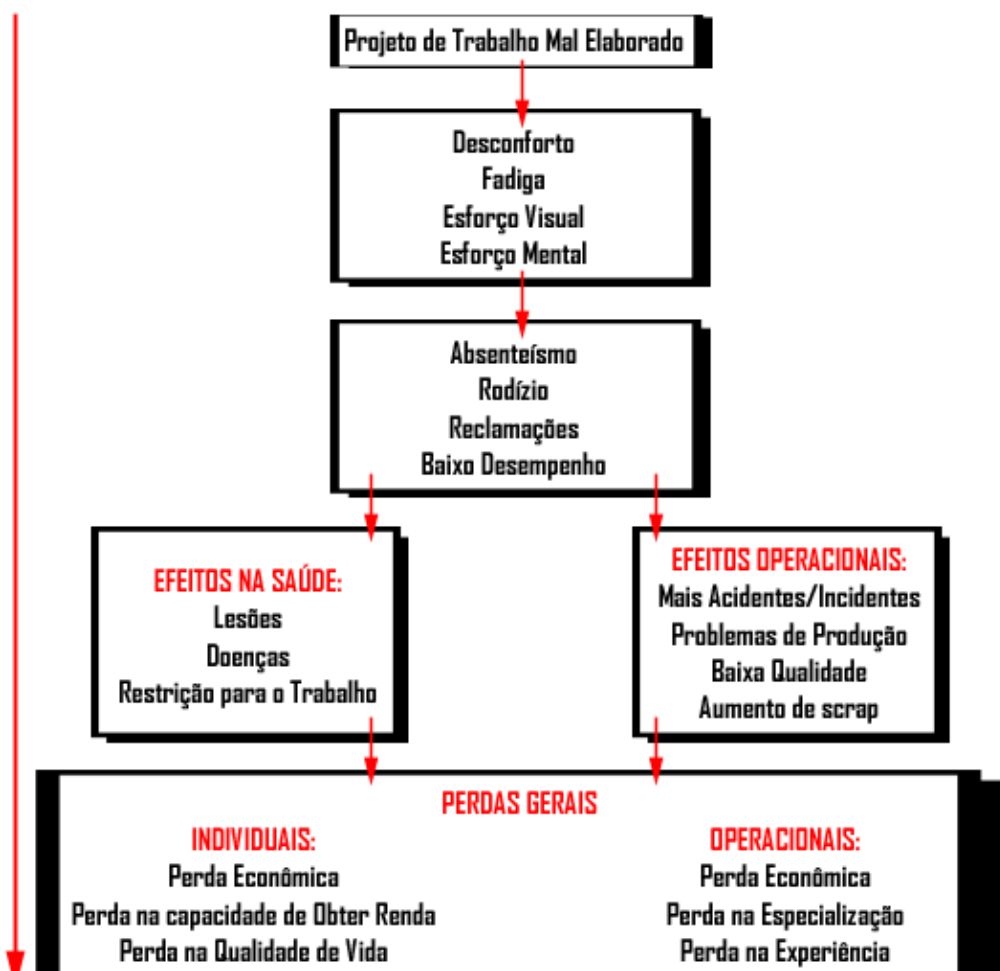 Projeto de Trabalho Mal Elaborado
Desconforto
Fadiga
Esforço Visual
Esforço Mental
Absenteísmo
Rodízio
Reclamações
Baixo Desempenho
EFEITOS NA SAÚDE:
Lesões
Doenças
Restrição para o Trabalho
EFEITOS OPERACIONAIS:
Mais Acidentes/Incidentes
Problemas de Produção
Baixa Qualidade
Aumento de scrap
PERDAS GERAIS
INDIVIDUAIS:
Perda Econômica
Perda na capacidade de Obter Renda
Perda na Qualidade de Vida
OPERACIONAIS:
Perda Econômica
Perda na Especialização
Perda na Experiência